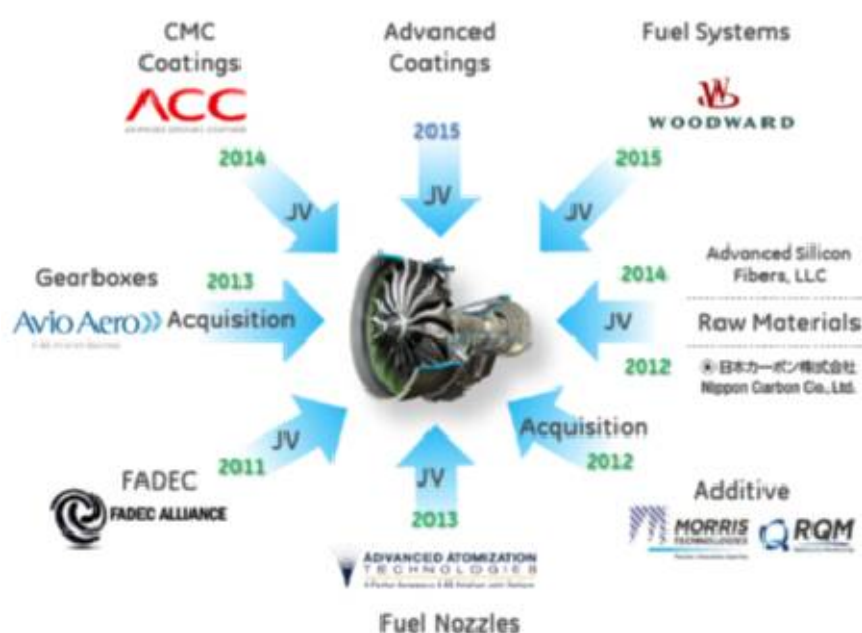 CMC
Coatings
ACC
2014
JV
Advanced
Coatings
2015
JV
Fuel Systems
WOODWARD
2015
JV
Gearboxes
Avio Aero
2013
Acquisition
2014
JV
2012
Advanced Silicon
Fibers, LLC
Raw Materials
日本カーボン株式会社
Nippon Carbon Co., Ltd.
FADEC
FADEC ALLIANCE
2011
JV
JV
2013
ADVANCED ATOMIZATION
TECHNOLOGIES
Fuel Nozzles
Acquisition
2012
Additive
MORRIS
TECHNOLOGIES
RQM